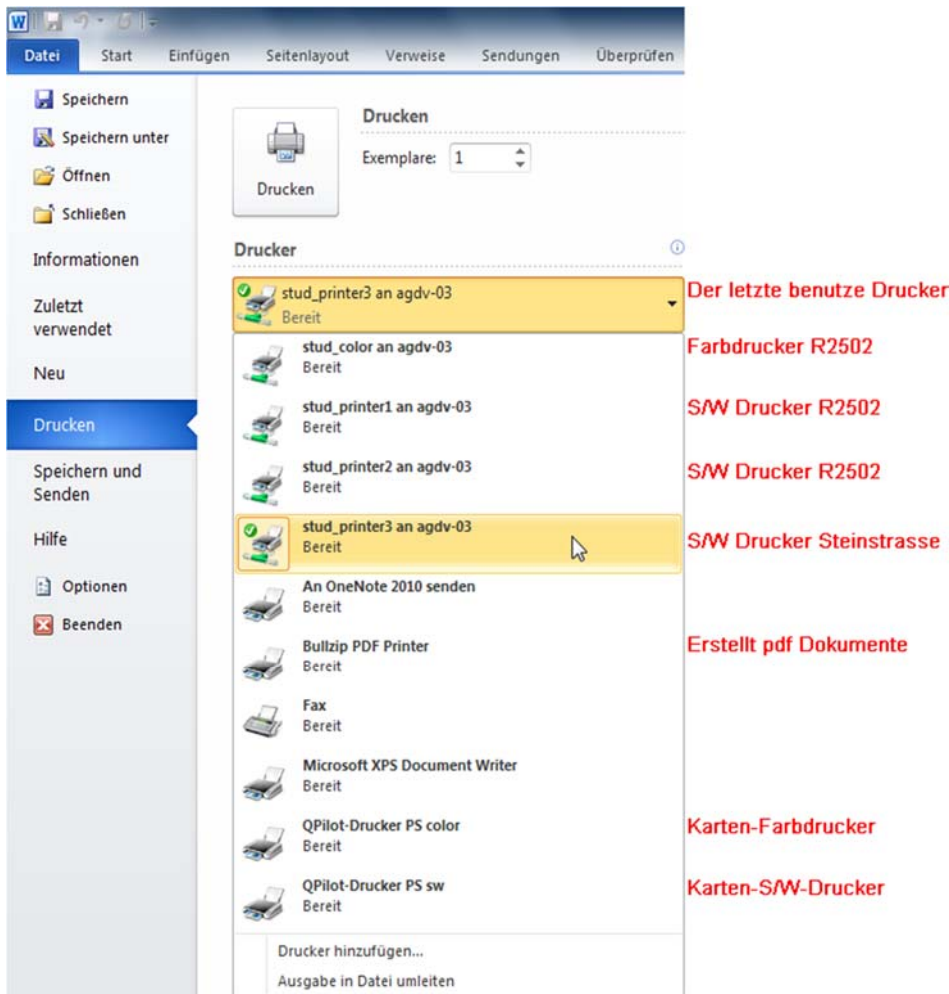 W
Datei Start Einfügen Seitenlayout Verweise Sendungen Überprüfen
Speichern
Speichern unter
Öffnen
Schließen
Informationen
Zuletzt
verwendet
Neu
Drucken
Speichern und
Senden
Hilfe
Optionen
Beenden
Drucken
Drucken
Exemplare: 1
Drucker
stud_printer3 an agdv-03
Bereit
Der letzte benutze Drucker
stud_color an agdv-03
Bereit
Farbdrucker R2502
stud_printer1 an agdv-03
Bereit
S/W Drucker R2502
stud_printer2 an agdv-03
Bereit
S/W Drucker R2502
stud_printer3 an agdv-03
Bereit
S/W Drucker Steinstrasse
An OneNote 2010 senden
Bereit
Bullzip PDF Printer
Bereit
Erstellt pdf Dokumente
Fax
Bereit
Microsoft XPS Document Writer
Bereit
QPilot-Drucker PS color
Bereit
Karten-Farbdrucker
QPilot-Drucker PS sw
Bereit
Karten-S/W-Drucker
Drucker hinzufügen...
Ausgabe in Datei umleiten